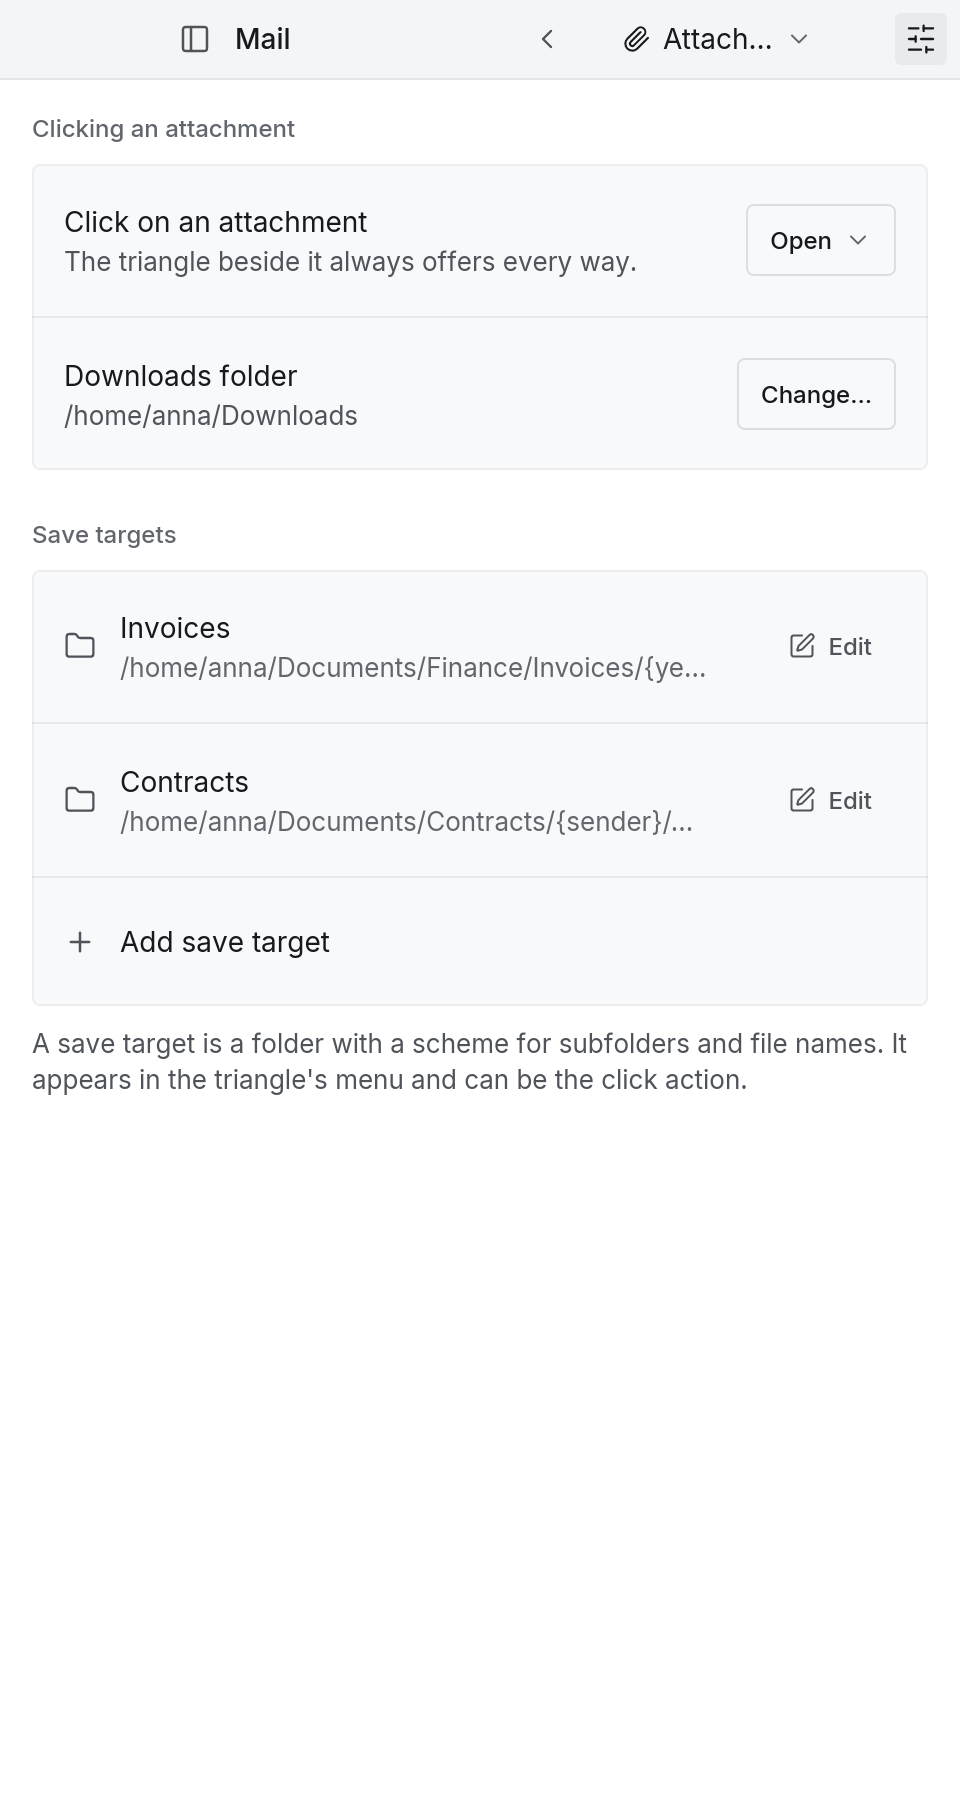 Mail
Attach...
Clicking an attachment
Click on an attachment
The triangle beside it always offers every way.
Open
Downloads folder
/home/anna/Downloads
Change...
Save targets
Invoices
/home/anna/Documents/Finance/Invoices/{ye...
Edit
Contracts
/home/anna/Documents/Contracts/{sender}/...
Edit
Add save target
A save target is a folder with a scheme for subfolders and file names. It
appears in the triangle's menu and can be the click action.